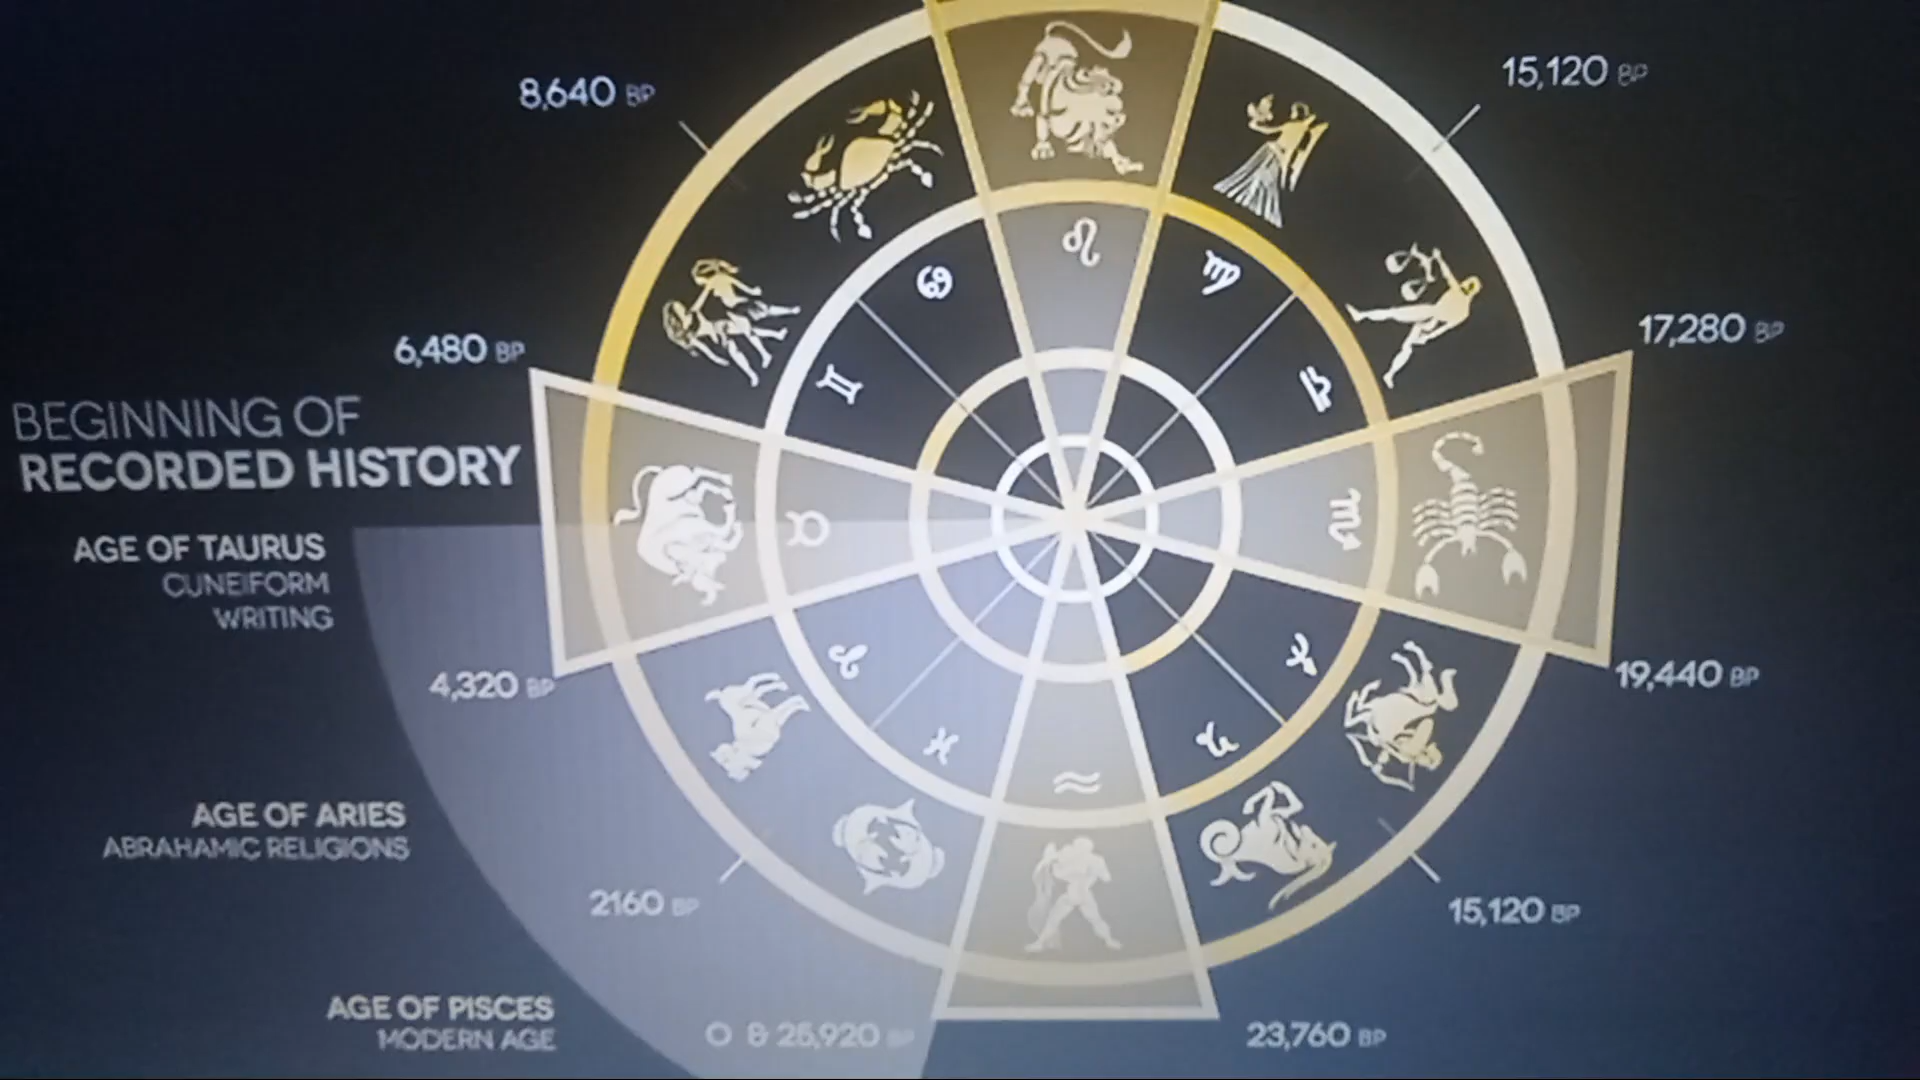 8,640 BP
15,120 BP
6,480 BP
17,280 BP
BEGINNING OF
RECORDED HISTORY
AGE OF TAURUS
CUNEIFORM
WRITING
4,320 BP
19,440 BP
AGE OF ARIES
ABRAHAMIC RELIGIONS
2160 BP
15,120 BP
AGE OF PISCES
MODERN AGE
0 & 25,920 BP
23,760 BP